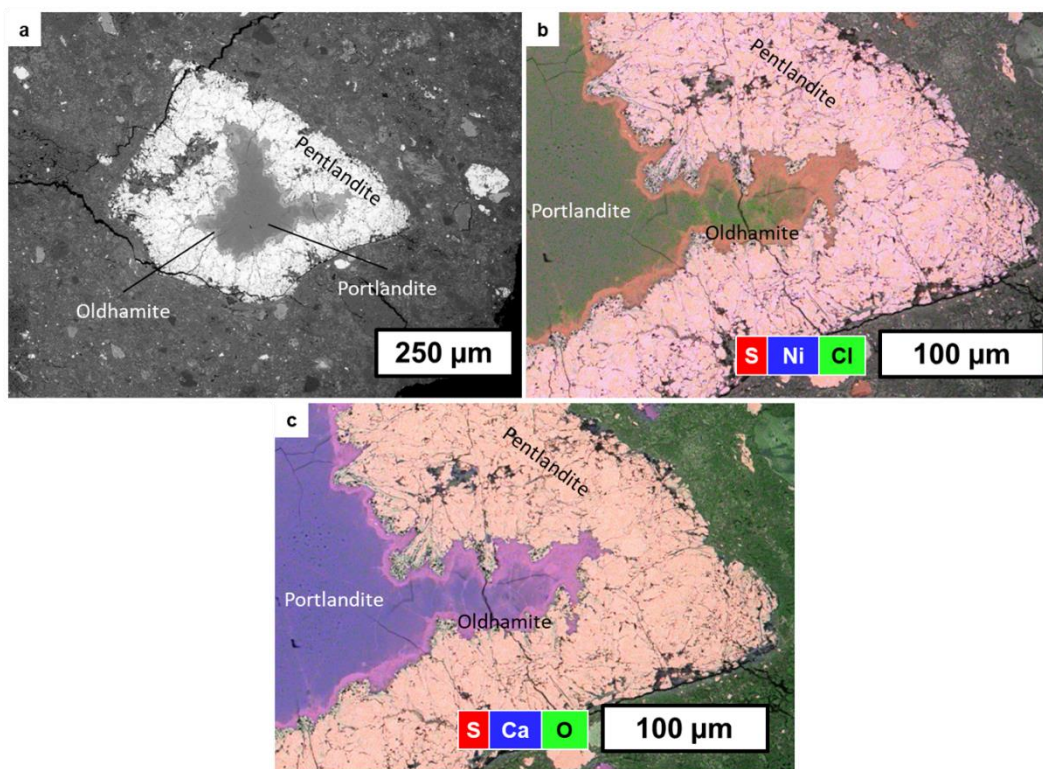 a
Pentlandite
Oldhamite
Portlandite
250 µm
b
Pentlandite
Portlandite
Oldhamite
S Ni Cl
100 µm
c
Pentlandite
Portlandite
Oldhamite
S Ca O
100 µm